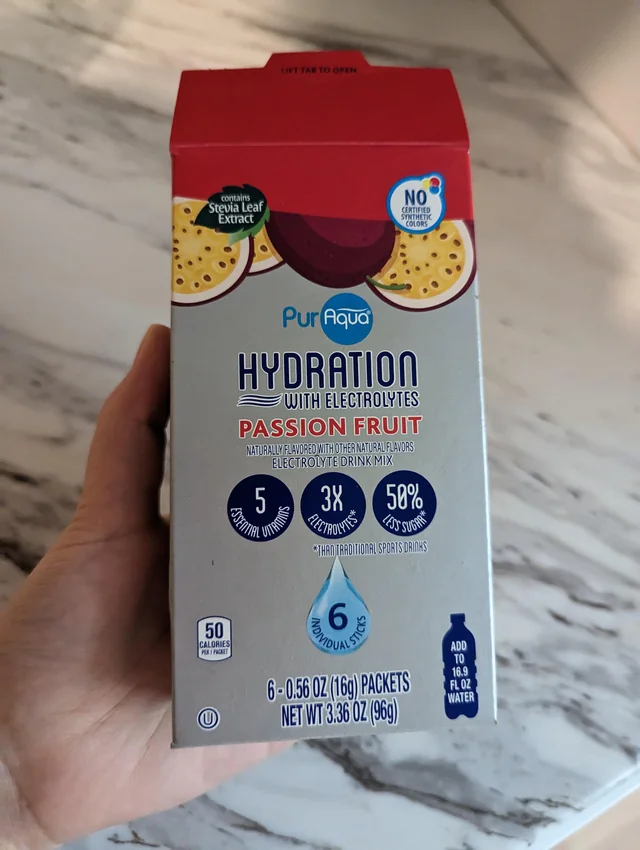 LIFT TAB TO OPEN
contains
Stevia Leaf
Extract
NO
CERTIFIED
SYNTHETIC
COLORS
PurAqua®
HYDRATION
WITH ELECTROLYTES
PASSION FRUIT
NATURALLY FLAVORED WITH OTHER NATURAL FLAVORS
ELECTROLYTE DRINK MIX
5
ESSENTIAL VITAMINS
3X
ELECTROLYTES*
50%
LESS SUGAR*
*THAN TRADITIONAL SPORTS DRINKS
6
INDIVIDUAL STICKS
50
CALORIES
PER 1 PACKET
ADD
TO
16.9
FL OZ
WATER
6 - 0.56 OZ (16g) PACKETS
NET WT 3.36 OZ (96g)
U